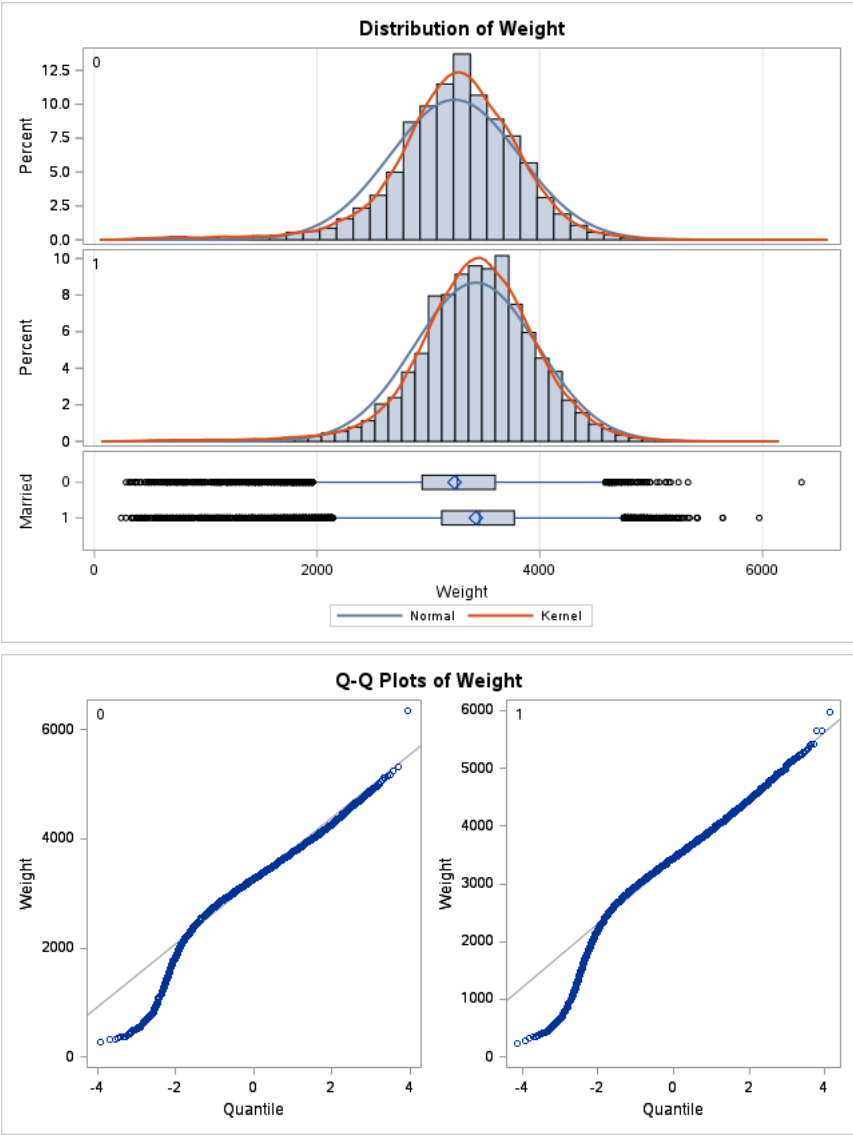 Distribution of Weight
0
12.5
10.0
7.5
5.0
2.5
0.0
Percent
1
10
8
6
4
2
0
Percent
Married
0
1
0 2000 4000 6000
Weight
Normal Kernel
Q-Q Plots of Weight
0
6000
4000
2000
0
Weight
-4 -2 0 2 4
Quantile
1
6000
5000
4000
3000
2000
1000
0
Weight
-4 -2 0 2 4
Quantile